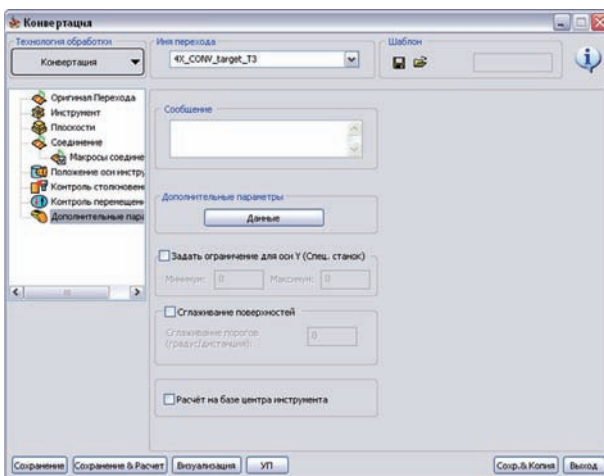 Конвертация
Технология обработки
Конвертация
Имя перехода
4X_CONV_target_T3
Шаблон
Оригинал Перехода
Инструмент
Плоскости
Соединение
Макросы соедине
Положение оси инстру
Контроль столкновен
Контроль перемещен
Дополнительные пара
Сообщение
Дополнительные параметры
Данные
Задать ограничение для оси Y (Спец. станок)
Минимум: 0 Максимум: 0
Сглаживание поверхностей
Сглаживание порогов
(градус/дистанция): 0
Расчёт на базе центра инструмента
Сохранение Сохранение & Расчет Визуализация УП Сохр.& Копия Выход